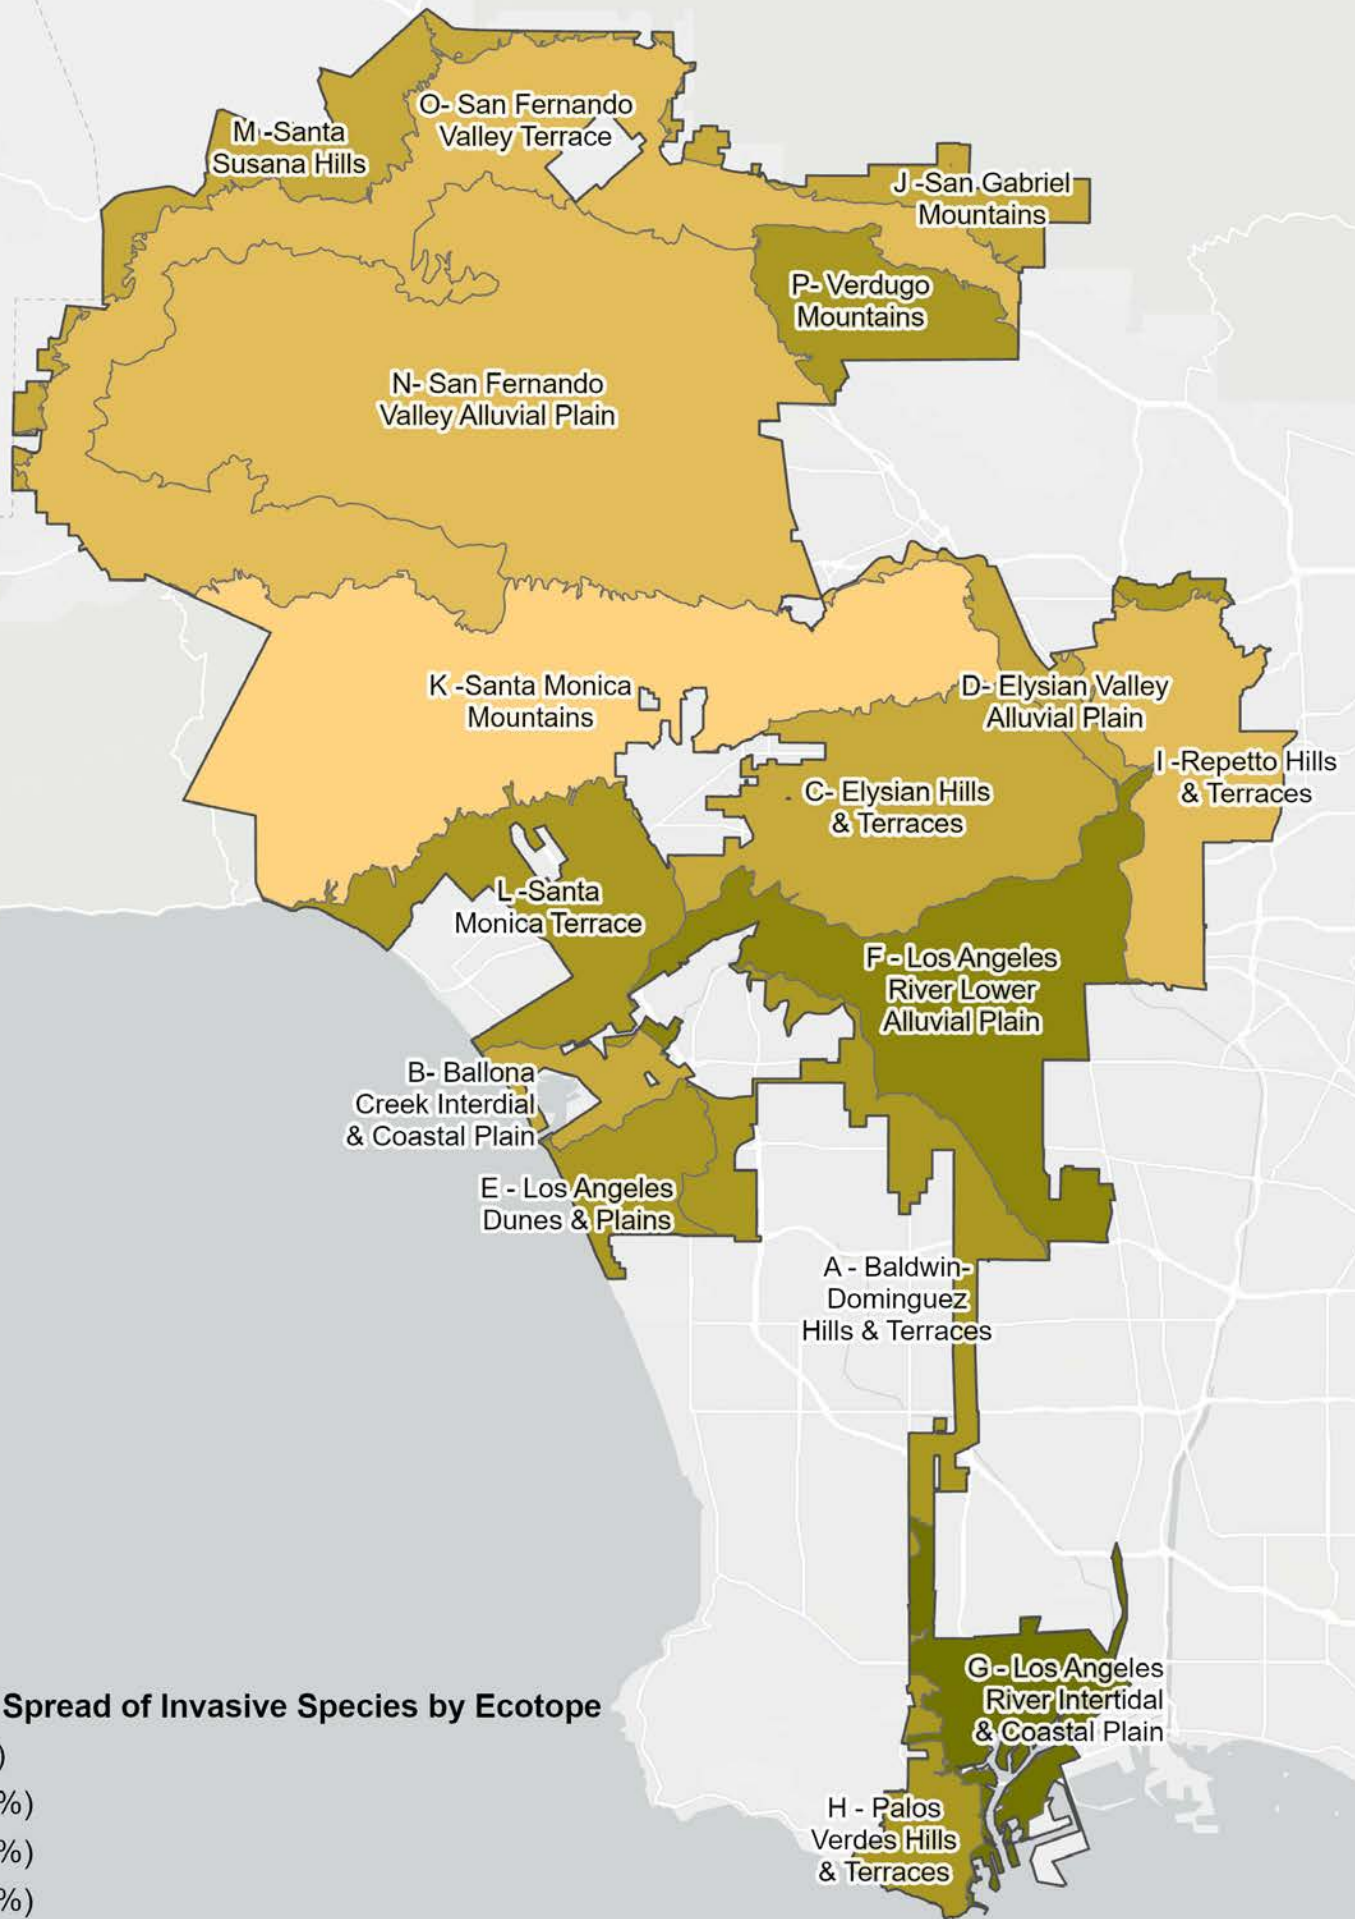 O- San Fernando
Valley Terrace
M -Santa
Susana Hills
J -San Gabriel
Mountains
P- Verdugo
Mountains
N- San Fernando
Valley Alluvial Plain
K -Santa Monica
Mountains
D- Elysian Valley
Alluvial Plain
I -Repetto Hills
& Terraces
C- Elysian Hills
& Terraces
L -Santa
Monica Terrace
F - Los Angeles
River Lower
Alluvial Plain
B- Ballona
Creek Interdial
& Coastal Plain
E - Los Angeles
Dunes & Plains
A - Baldwin-
Dominguez
Hills & Terraces
G - Los Angeles
River Intertidal
& Coastal Plain
H - Palos
Verdes Hills
& Terraces
Spread of Invasive Species by Ecotope
)
%)
%)
%)